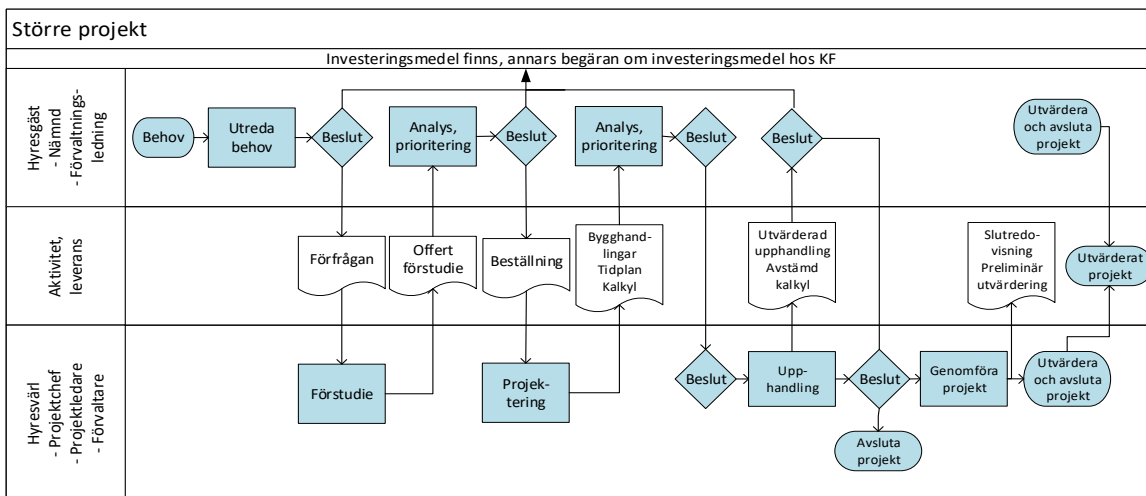 Större projekt
Investeringsmedel finns, annars begäran om investeringsmedel hos KF
Hyresgäst
- Nämnd
- Förvaltnings-
ledning
Behov
Utreda
behov
Beslut
Analys,
prioritering
Beslut
Analys,
prioritering
Beslut
Beslut
Utvärdera
och avsluta
projekt
Aktivitet,
leverans
Förfrågan
Offert
förstudie
Beställning
Bygghand-
lingar
Tidplan
Kalkyl
Utvärderad
upphandling
Avstämd
kalkyl
Slutredo-
visning
Preliminär
utvärdering
Utvärderat
projekt
Hyresvärl
- Projektchef
- Projektledare
- Förvaltare
Förstudie
Projek-
tering
Beslut
Upp-
handling
Beslut
Genomföra
projekt
Utvärdera
och avsluta
projekt
Avsluta
projekt